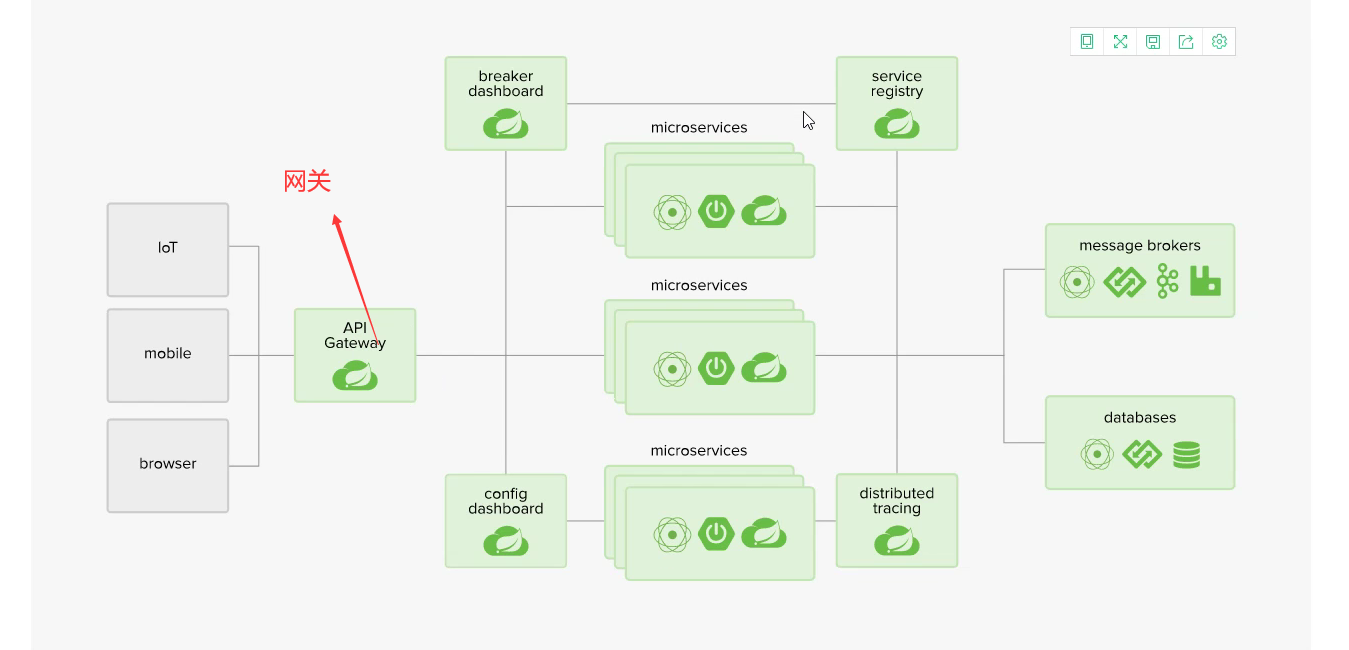 breaker
dashboard
service
registry
microservices
网关
IoT
message brokers
microservices
API
Gateway
mobile
databases
microservices
browser
config
dashboard
distributed
tracing